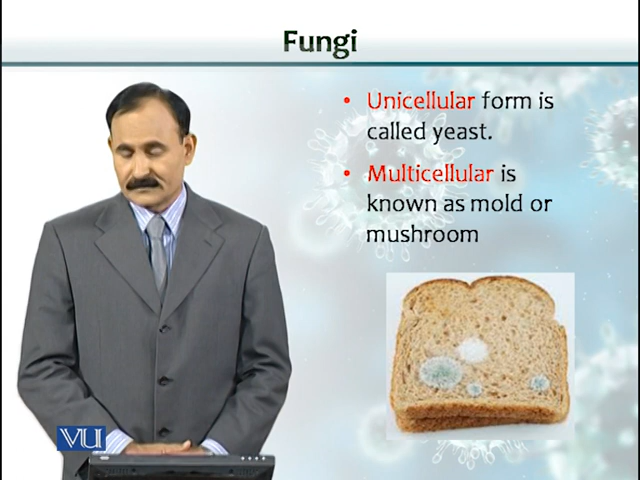 Fungi
• Unicellular form is
called yeast.
• Multicellular is
known as mold or
mushroom
VU